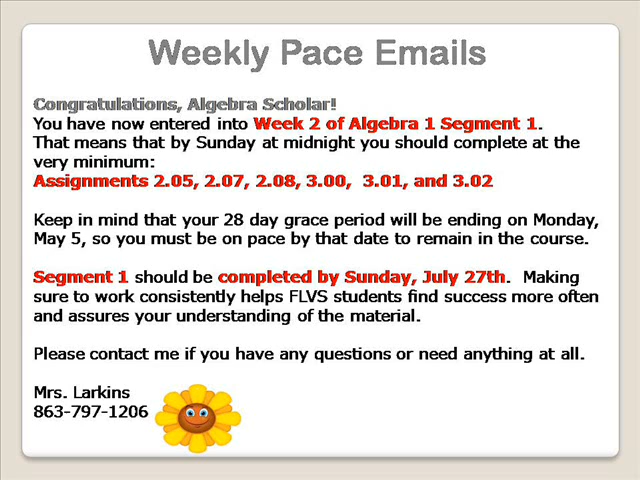 Weekly Pace Emails
Congratulations, Algebra Scholar!
You have now entered into Week 2 of Algebra 1 Segment 1.
That means that by Sunday at midnight you should complete at the
very minimum:
Assignments 2.05, 2.07, 2.08, 3.00,  3.01, and 3.02
Keep in mind that your 28 day grace period will be ending on Monday,
May 5, so you must be on pace by that date to remain in the course.
Segment 1 should be completed by Sunday, July 27th.  Making
sure to work consistently helps FLVS students find success more often
and assures your understanding of the material.
Please contact me if you have any questions or need anything at all.
Mrs. Larkins
863-797-1206